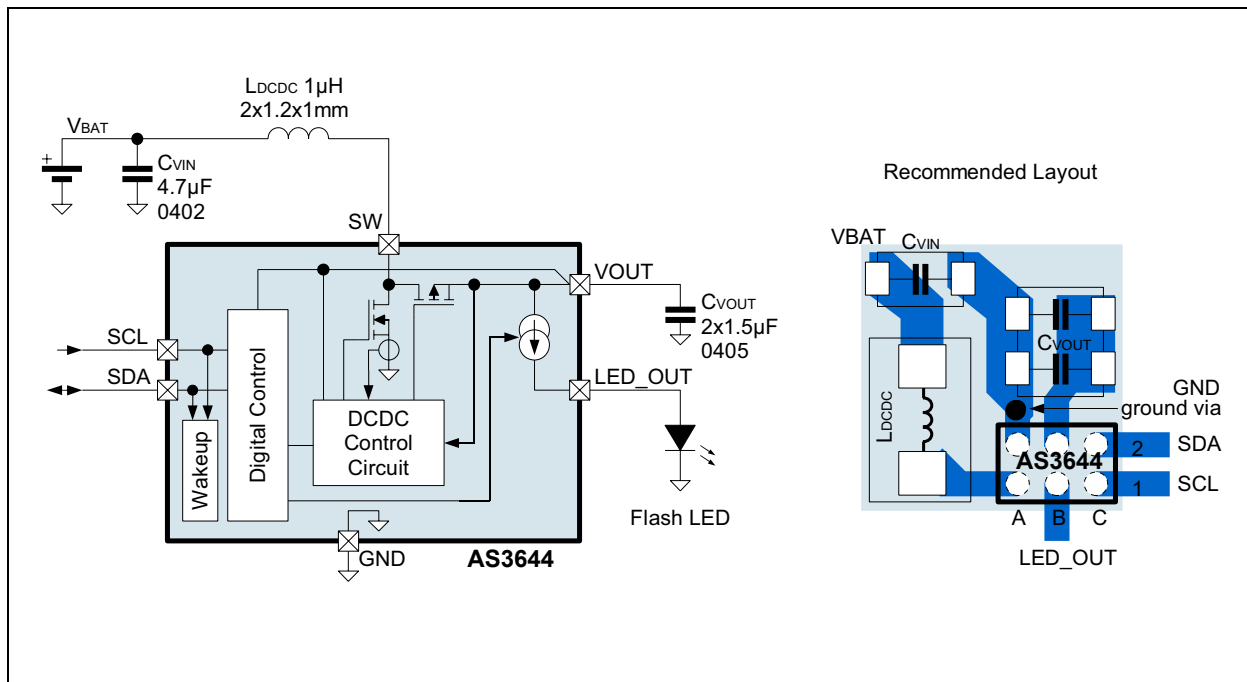 LDCDC 1µH
2x1.2x1mm
VBAT
+
CVIN
4.7µF
0402
SW
VOUT
CVOUT
2x1.5µF
0405
SCL
SDA
LED_OUT
Wakeup
Digital Control
DCDC
Control
Circuit
Flash LED
GND
AS3644
Recommended Layout
VBAT
CVIN
CVOUT
LDCDC
GND
ground via
AS3644
2
SDA
1
SCL
A
B
C
LED_OUT